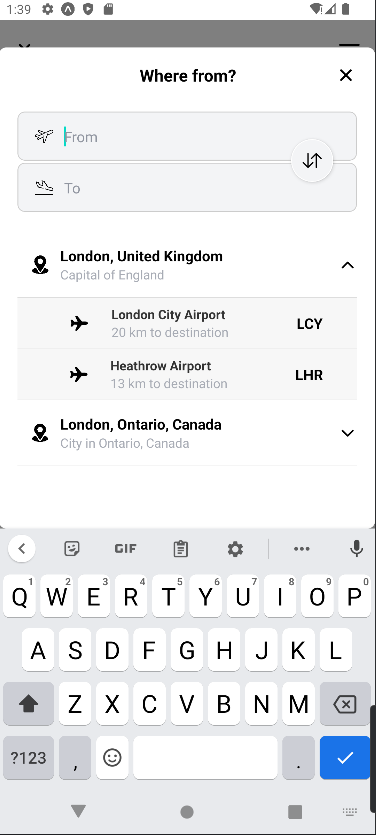 1:39
Where from?
From
To
London, United Kingdom
Capital of England
London City Airport
20 km to destination
LCY
Heathrow Airport
13 km to destination
LHR
London, Ontario, Canada
City in Ontario, Canada
GIF
1 2 3 4 5 6 7 8 9 0
Q W E R T Y U I O P
A S D F G H J K L
Z X C V B N M
?123 , .